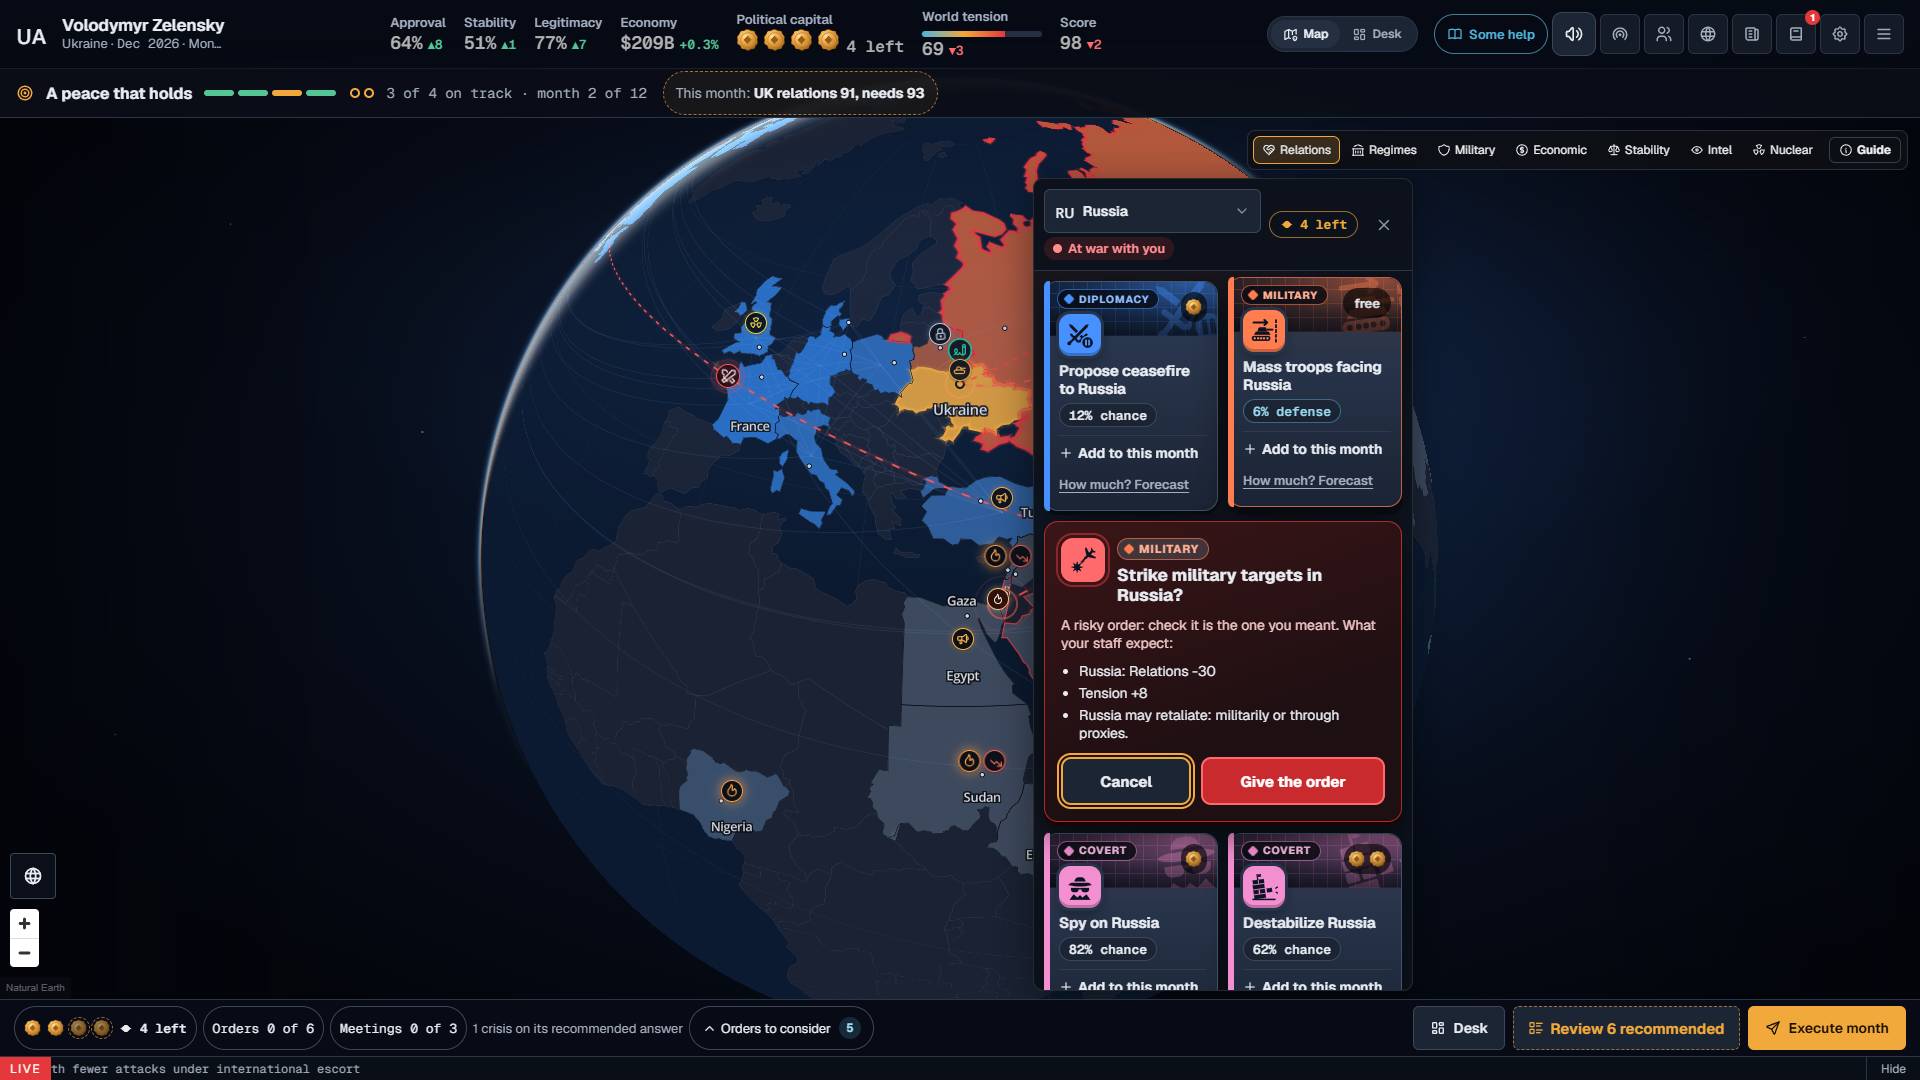 UA
Volodymyr Zelensky
Ukraine · Dec 2026 · Mon…
Approval
64% ▲8
Stability
51% ▲1
Legitimacy
77% ▲7
Economy
$209B +0.3%
Political capital
4 left
World tension
69 ▼3
Score
98 ▼2
Map
Desk
Some help
1
A peace that holds
3 of 4 on track · month 2 of 12
This month: UK relations 91, needs 93
Relations
Regimes
Military
Economic
Stability
Intel
Nuclear
Guide
RU Russia
4 left
At war with you
DIPLOMACY
Propose ceasefire
to Russia
12% chance
+ Add to this month
How much? Forecast
MILITARY
free
Mass troops facing
Russia
6% defense
+ Add to this month
How much? Forecast
MILITARY
Strike military targets in
Russia?
A risky order: check it is the one you meant. What
your staff expect:
• Russia: Relations -30
• Tension +8
• Russia may retaliate: militarily or through
proxies.
Cancel
Give the order
COVERT
Spy on Russia
82% chance
+ Add to this month
COVERT
Destabilize Russia
62% chance
+ Add to this month
Ukraine
France
Tu
Gaza
Egypt
Sudan
Nigeria
E
+
−
Natural Earth
4 left
Orders 0 of 6
Meetings 0 of 3
1 crisis on its recommended answer
Orders to consider 5
Desk
Review 6 recommended
Execute month
LIVE
th fewer attacks under international escort
Hide